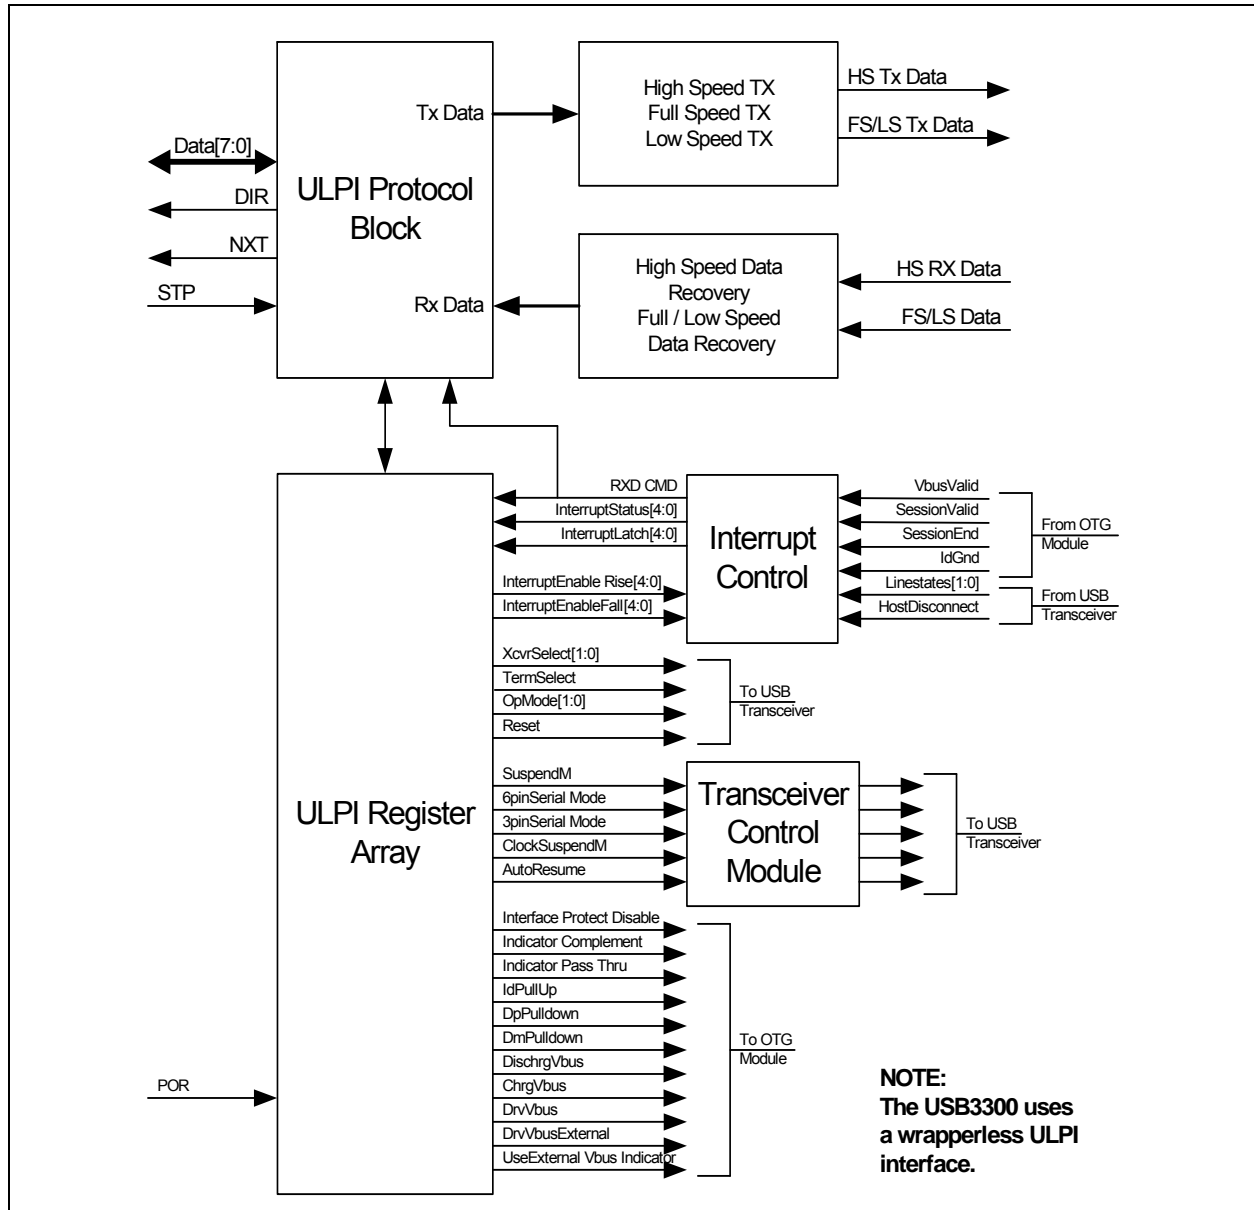 Tx Data
ULPI Protocol
Block
Rx Data
Data[7:0]
DIR
NXT
STP
High Speed TX
Full Speed TX
Low Speed TX
HS Tx Data
FS/LS Tx Data
High Speed Data
Recovery
Full / Low Speed
Data Recovery
HS RX Data
FS/LS Data
ULPI Register
Array
POR
RXD CMD
InterruptStatus[4:0]
InterruptLatch[4:0]
InterruptEnable Rise[4:0]
InterruptEnableFall[4:0]
Interrupt
Control
VbusValid
SessionValid
SessionEnd
IdGnd
Linestates[1:0]
HostDisconnect
From OTG
Module
From USB
Transceiver
XcvrSelect[1:0]
TermSelect
OpMode[1:0]
Reset
To USB
Transceiver
SuspendM
6pinSerial Mode
3pinSerial Mode
ClockSuspendM
AutoResume
Transceiver
Control
Module
To USB
Transceiver
Interface Protect Disable
Indicator Complement
Indicator Pass Thru
IdPullUp
DpPulldown
DmPulldown
DischrgVbus
ChrgVbus
DrvVbus
DrvVbusExternal
UseExternal Vbus Indicator
To OTG
Module
NOTE:
The USB3300 uses
a wrapperless ULPI
interface.